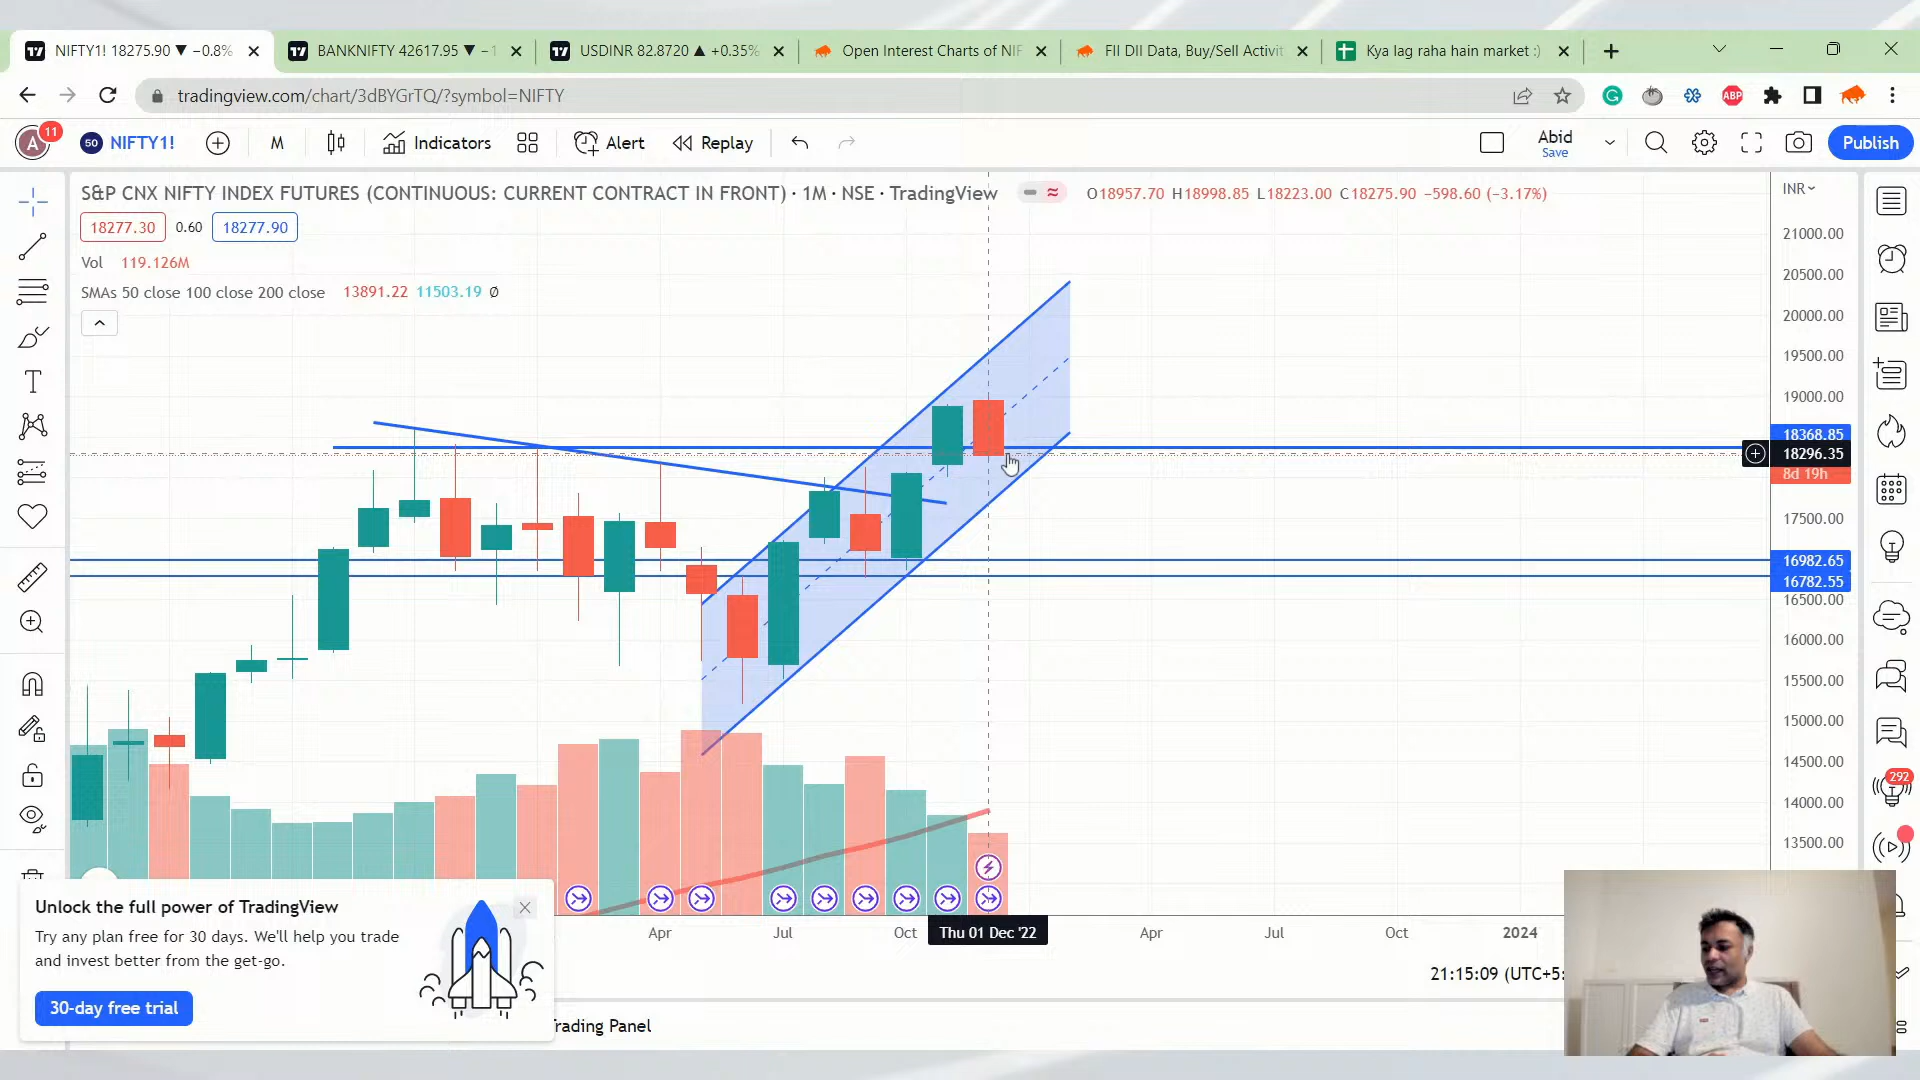 NIFTY1! 18275.90 ▼ −0.8%
BANKNIFTY 42617.95 ▼ −1
USDINR 82.8720 ▲ +0.35%
Open Interest Charts of NIF
FII DII Data, Buy/Sell Activit
Kya lag raha hain market :)
tradingview.com/chart/3dBYGrTQ/?symbol=NIFTY
ABP
A 11
50 NIFTY1!
M
Indicators
Alert
Replay
Abid
Save
Publish
S&P CNX NIFTY INDEX FUTURES (CONTINUOUS: CURRENT CONTRACT IN FRONT) · 1M · NSE · TradingView
O18957.70 H18998.85 L18223.00 C18275.90 −598.60 (−3.17%)
INR
18277.30 0.60 18277.90
Vol 119.126M
SMAs 50 close 100 close 200 close 13891.22 11503.19 Ø
21000.00
20500.00
20000.00
19500.00
19000.00
18368.85
18296.35
8d 19h
17500.00
16982.65
16782.55
16500.00
16000.00
15500.00
15000.00
14500.00
14000.00
13500.00
292
Apr
Jul
Oct
Thu 01 Dec '22
Apr
Jul
Oct
2024
21:15:09 (UTC+5:
Unlock the full power of TradingView
Try any plan free for 30 days. We'll help you trade
and invest better from the get-go.
30-day free trial
Trading Panel